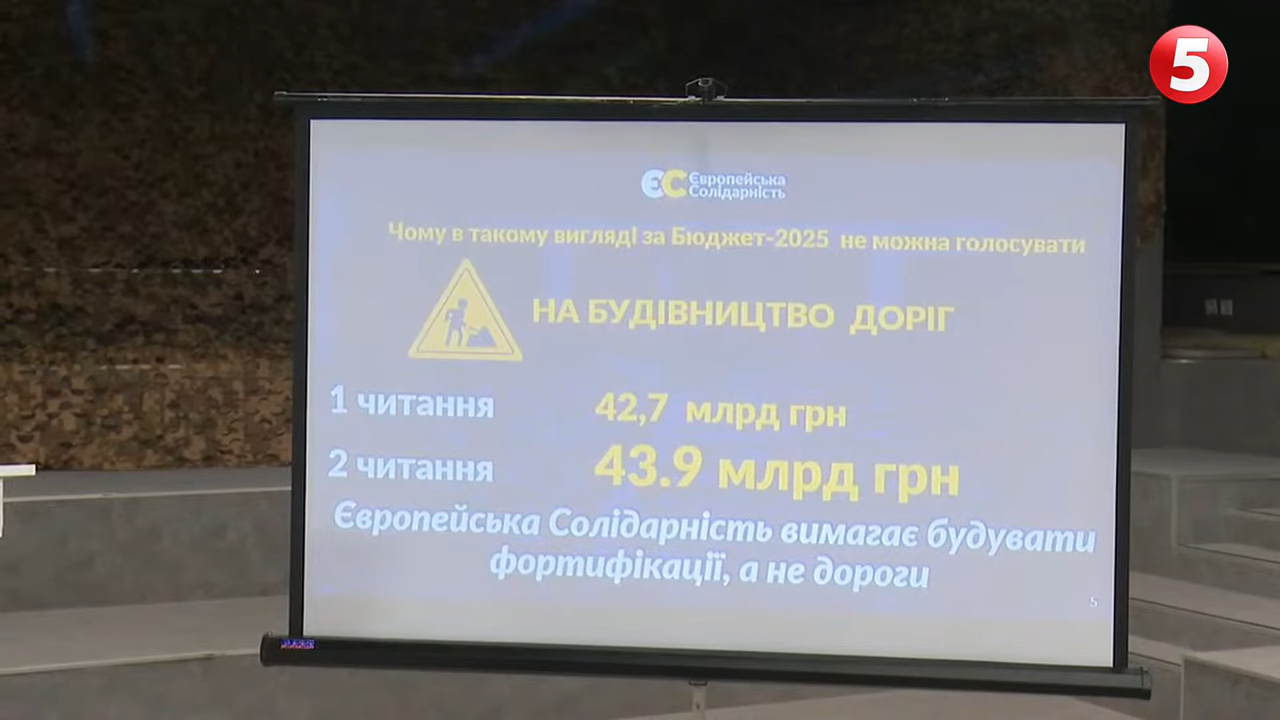 5
ЄС Європейська
Солідарність
Чому в такому вигляді за Бюджет-2025 не можна голосувати
НА БУДІВНИЦТВО ДОРІГ
1 читання 42,7 млрд грн
2 читання 43.9 млрд грн
Європейська Солідарність вимагає будувати
фортифікації, а не дороги
5